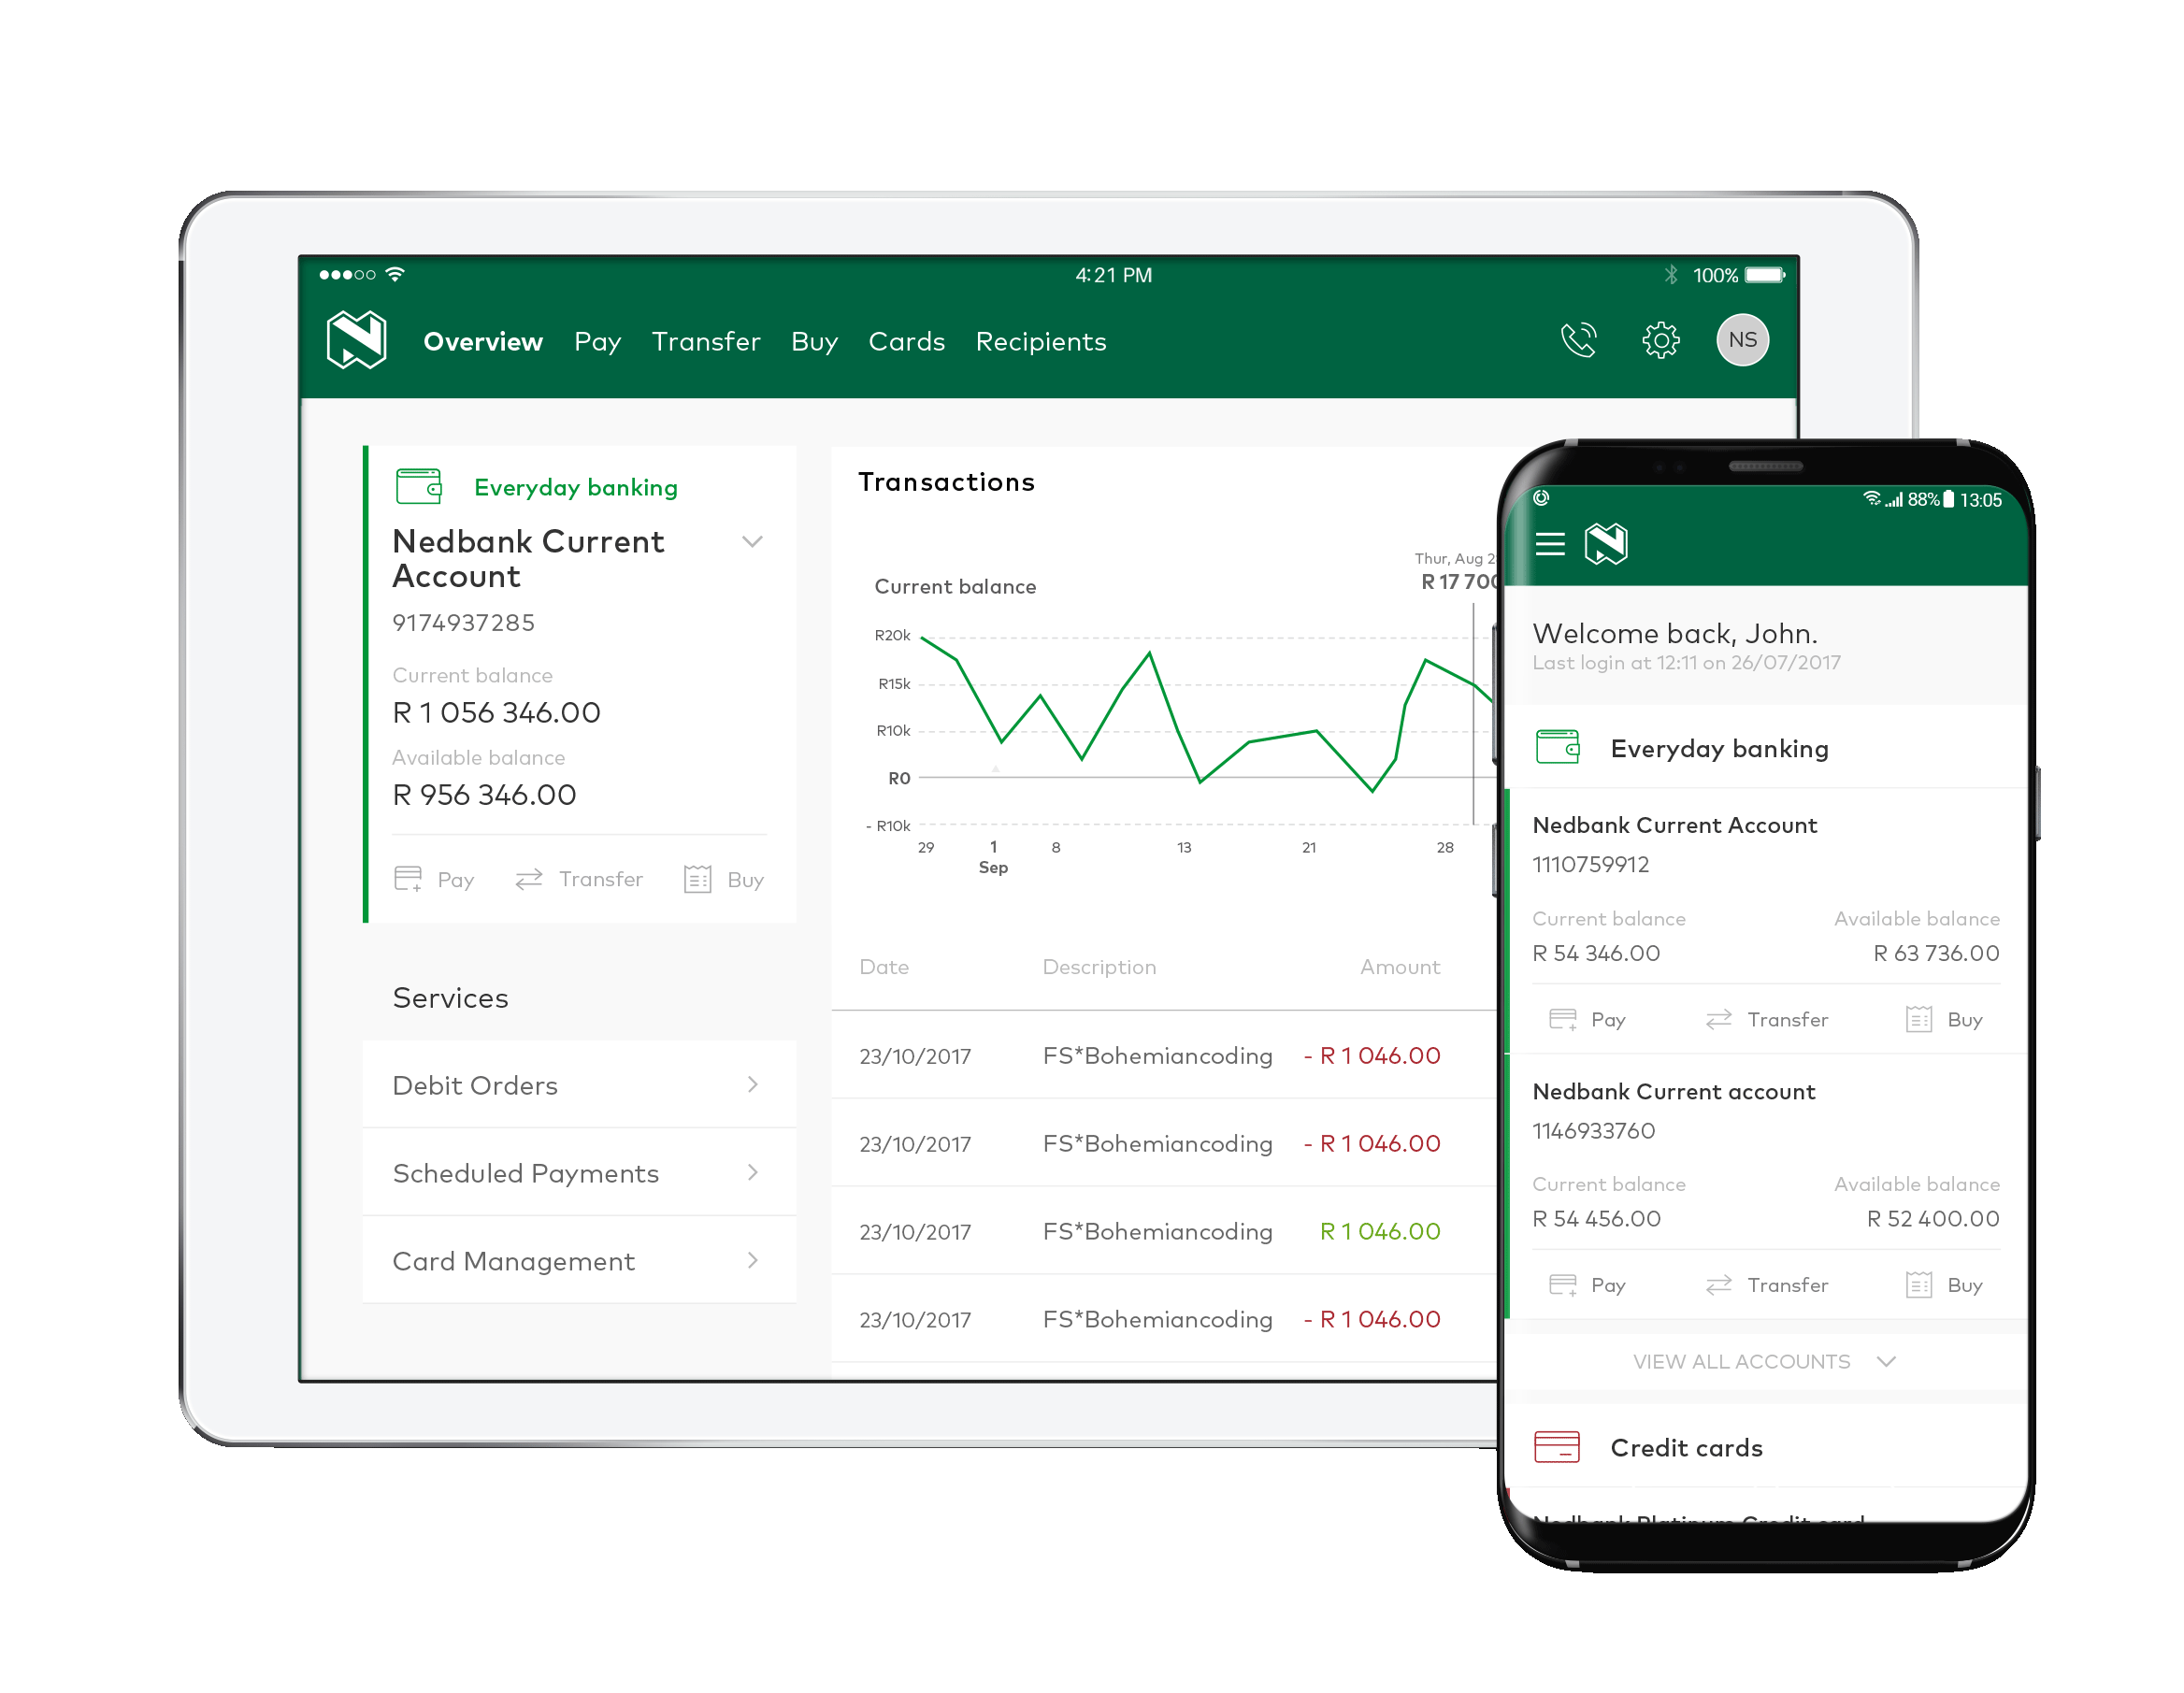 4:21 PM
100%
Overview Pay Transfer Buy Cards Recipients
NS
Everyday banking
Nedbank Current
Account
9174937285
Current balance
R 1 056 346.00
Available balance
R 956 346.00
Pay Transfer Buy
Services
Debit Orders
Scheduled Payments
Card Management
Transactions
Thur, Aug
R 17 700
Current balance
R20k
R15k
R10k
R0
- R10k
29 1 8 13 21 28
Sep
Date Description Amount
23/10/2017 FS*Bohemiancoding - R 1 046.00
23/10/2017 FS*Bohemiancoding - R 1 046.00
23/10/2017 FS*Bohemiancoding R 1 046.00
23/10/2017 FS*Bohemiancoding - R 1 046.00
88% 13:05
Welcome back, John.
Last login at 12:11 on 26/07/2017
Everyday banking
Nedbank Current Account
1110759912
Current balance Available balance
R 54 346.00 R 63 736.00
Pay Transfer Buy
Nedbank Current account
1146933760
Current balance Available balance
R 54 456.00 R 52 400.00
Pay Transfer Buy
VIEW ALL ACCOUNTS
Credit cards
Nedbank Platinum Credit card